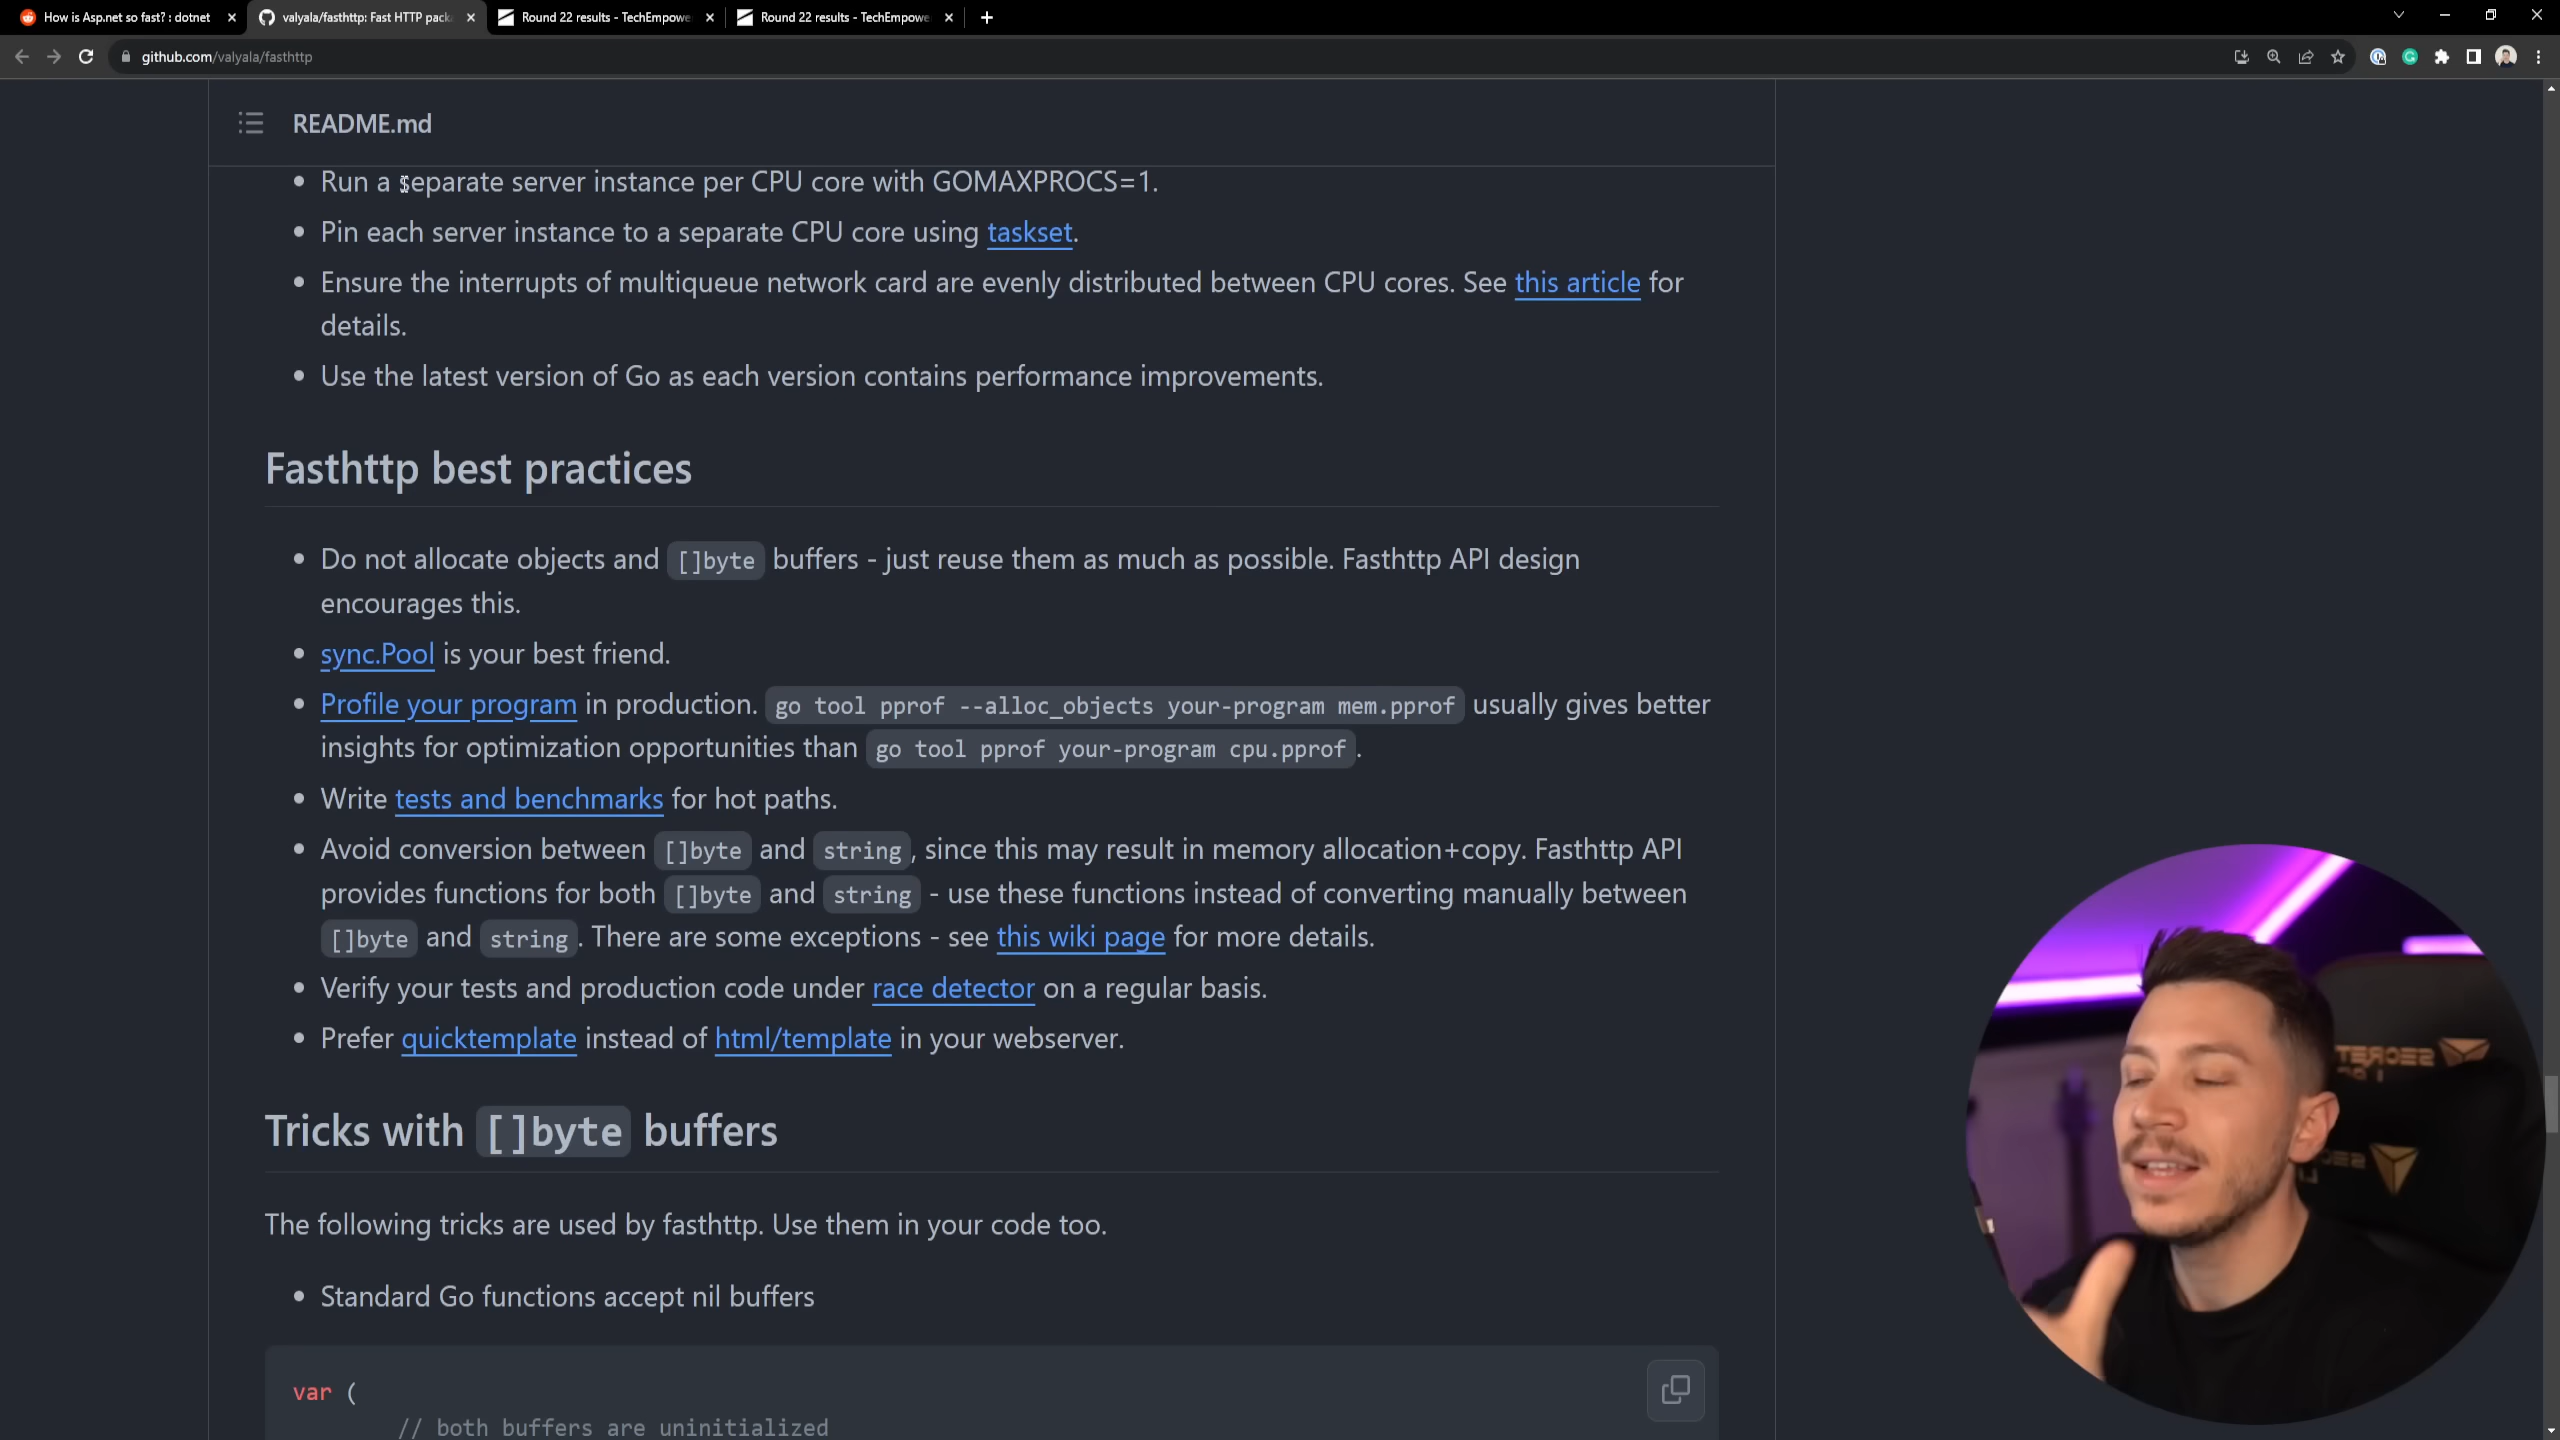 How is Asp.net so fast? : dotnet
valyala/fasthttp: Fast HTTP pack
Round 22 results - TechEmpowe
Round 22 results - TechEmpowe
github.com/valyala/fasthttp
README.md
• Run a separate server instance per CPU core with GOMAXPROCS=1.
• Pin each server instance to a separate CPU core using taskset.
• Ensure the interrupts of multiqueue network card are evenly distributed between CPU cores. See this article for
details.
• Use the latest version of Go as each version contains performance improvements.
Fasthttp best practices
• Do not allocate objects and []byte buffers - just reuse them as much as possible. Fasthttp API design
encourages this.
• sync.Pool is your best friend.
• Profile your program in production. go tool pprof --alloc_objects your-program mem.pprof usually gives better
insights for optimization opportunities than go tool pprof your-program cpu.pprof.
• Write tests and benchmarks for hot paths.
• Avoid conversion between []byte and string, since this may result in memory allocation+copy. Fasthttp API
provides functions for both []byte and string - use these functions instead of converting manually between
[]byte and string. There are some exceptions - see this wiki page for more details.
• Verify your tests and production code under race detector on a regular basis.
• Prefer quicktemplate instead of html/template in your webserver.
Tricks with []byte buffers
The following tricks are used by fasthttp. Use them in your code too.
• Standard Go functions accept nil buffers
var (
// both buffers are uninitialized